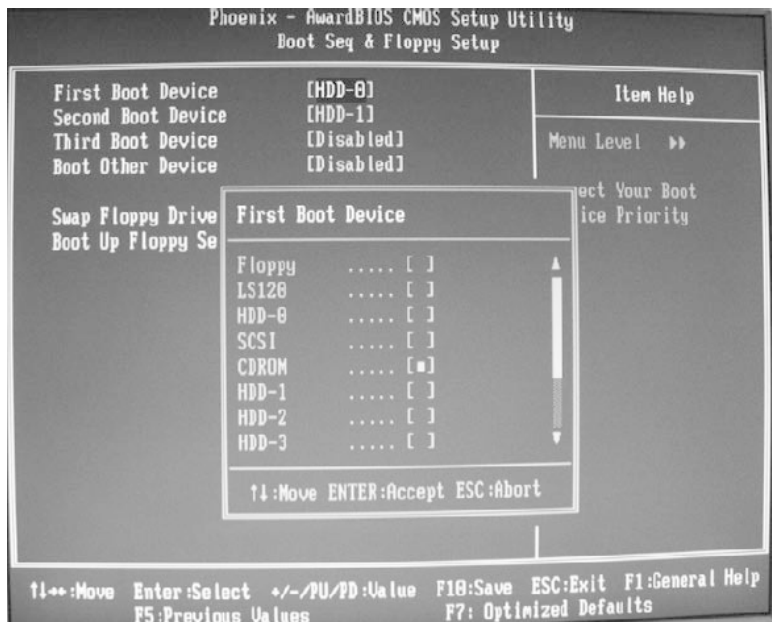 Phoenix - AwardBIOS CMOS Setup Utility
Boot Seq & Floppy Setup
First Boot Device [HDD-0]
Second Boot Device [HDD-1]
Third Boot Device [Disabled]
Boot Other Device [Disabled]
Swap Floppy Drive
Boot Up Floppy Se
Item Help
Menu Level ►►
ect Your Boot
ice Priority
First Boot Device
Floppy ..... [ ]
LS120 ..... [ ]
HDD-0 ..... [ ]
SCSI ..... [ ]
CDROM ..... [■]
HDD-1 ..... [ ]
HDD-2 ..... [ ]
HDD-3 ..... [ ]
↑↓:Move ENTER:Accept ESC:Abort
↑↓→←:Move Enter:Select +/-/PU/PD:Value F10:Save ESC:Exit F1:General Help
F5:Previous Values F7: Optimized Defaults